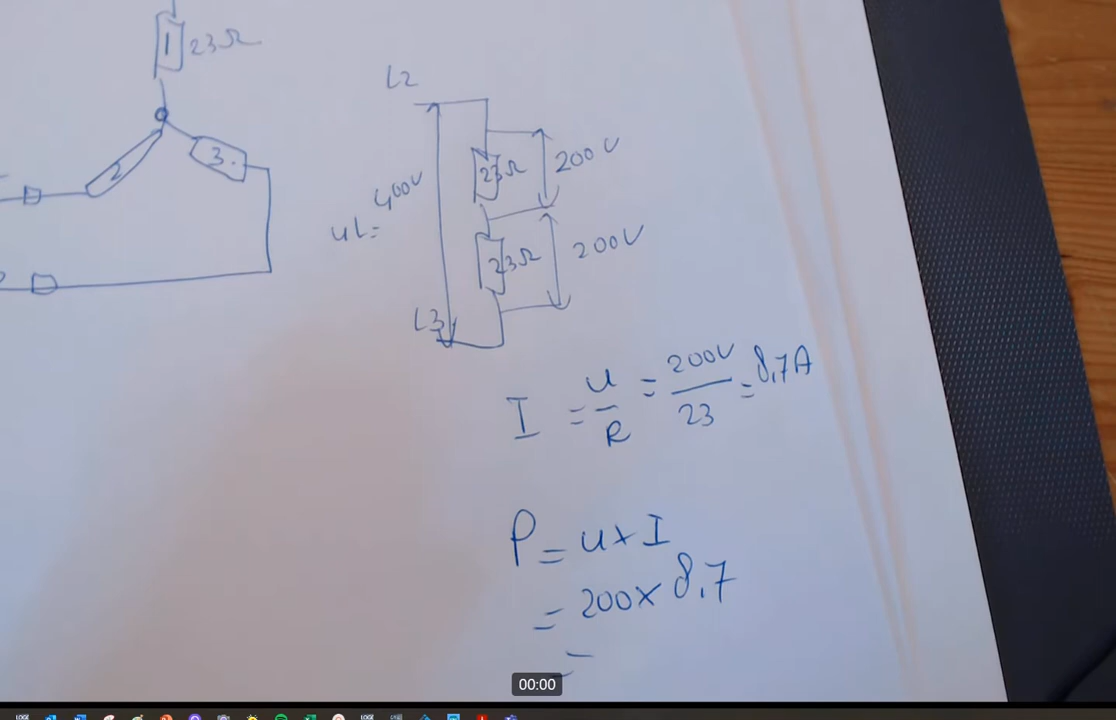 1 23Ω
L2
3.
2
23Ω 200V
UL= 400V
23Ω 200V
L3
I = U/R = 200V/23 = 8,7A
P = U x I
= 200 x 8,7
=
00:00